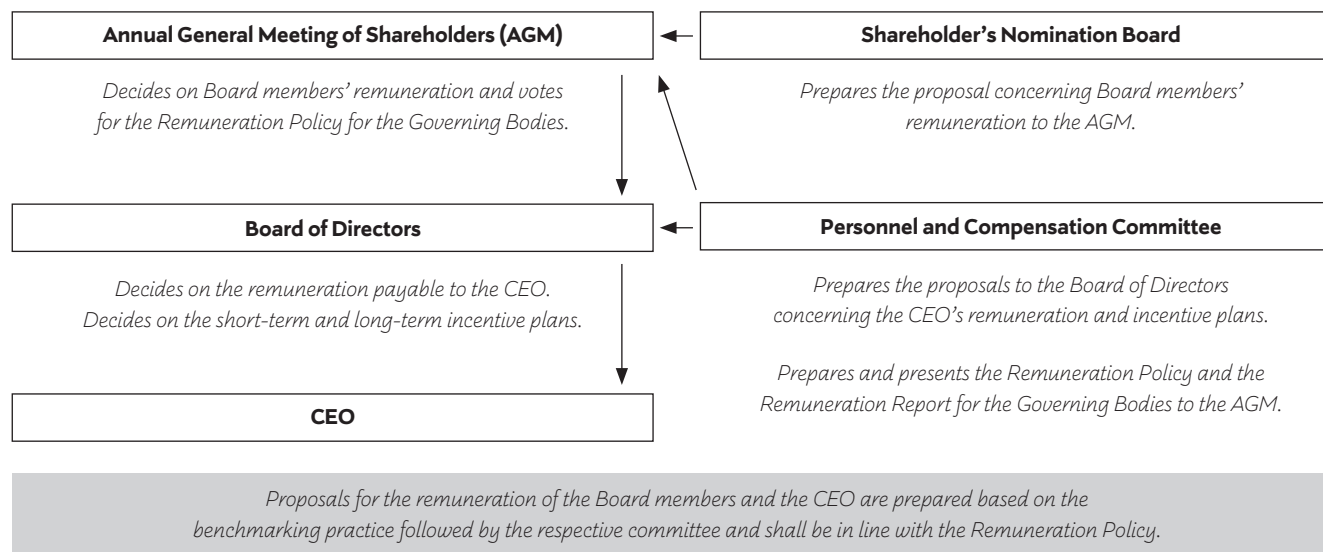 Annual General Meeting of Shareholders (AGM)
Shareholder’s Nomination Board
Decides on Board members’ remuneration and votes
for the Remuneration Policy for the Governing Bodies.
Prepares the proposal concerning Board members’
remuneration to the AGM.
Board of Directors
Personnel and Compensation Committee
Decides on the remuneration payable to the CEO.
Decides on the short-term and long-term incentive plans.
Prepares the proposals to the Board of Directors
concerning the CEO’s remuneration and incentive plans.
Prepares and presents the Remuneration Policy and the
Remuneration Report for the Governing Bodies to the AGM.
CEO
Proposals for the remuneration of the Board members and the CEO are prepared based on the
benchmarking practice followed by the respective committee and shall be in line with the Remuneration Policy.